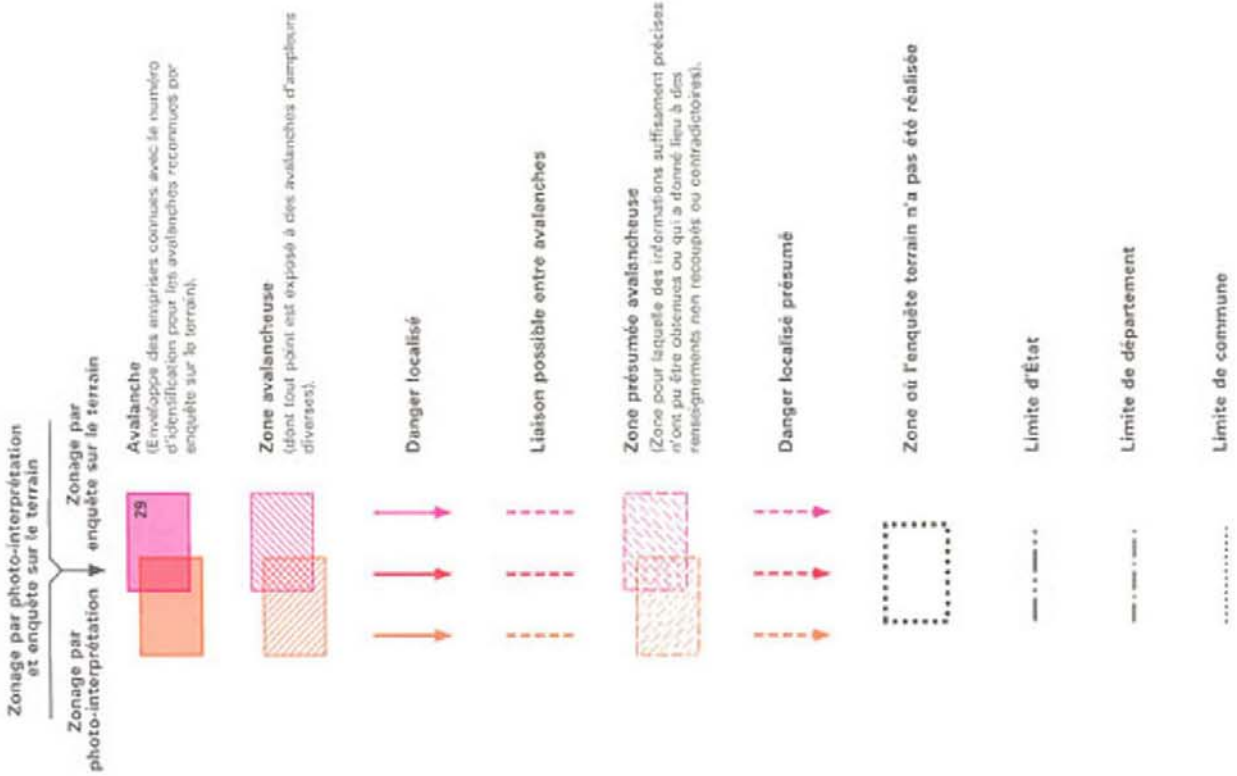 Zonage par photo-interprétation
et enquête sur le terrain
Zonage par
photo-interprétation
Zonage par
enquête sur le terrain
29
Avalanche
(Enveloppe des emprises connues avec le numéro
d'identification pour les avalanches reconnues par
enquête sur le terrain).
Zone avalancheuse
(dont tout point est exposé à des avalanches d'ampleurs
diverses).
Danger localisé
Liaison possible entre avalanches
Zone présumée avalancheuse
(Zone pour laquelle des informations suffisament précises
n'ont pu être obtenues ou qui a donné lieu à des
renseignements non recoupés ou contradictoires).
Danger localisé présumé
Zone où l'enquête terrain n'a pas été réalisée
Limite d'État
Limite de département
Limite de commune